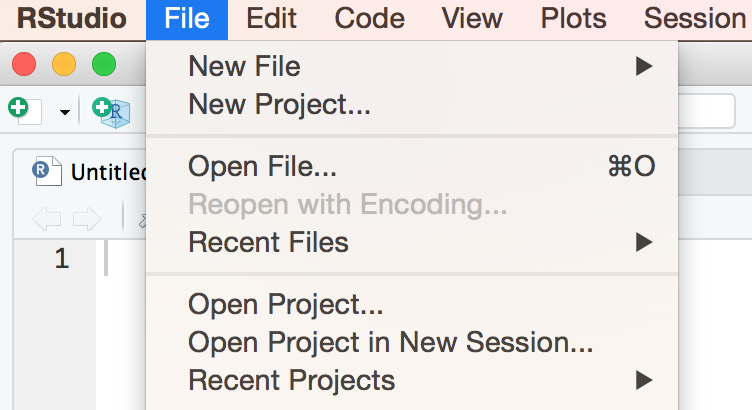 RStudio File Edit Code View Plots Session
New File
New Project...
Open File... ⌘O
Reopen with Encoding...
Recent Files
Open Project...
Open Project in New Session...
Recent Projects
R
R
1